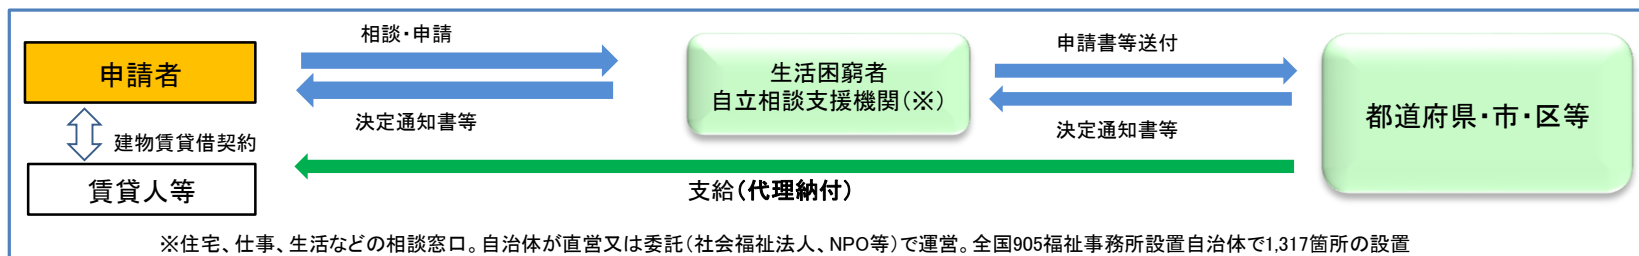 相談・申請
申請者
決定通知書等
建物賃貸借契約
賃貸人等
生活困窮者
自立相談支援機関(※)
申請書等送付
決定通知書等
都道府県・市・区等
支給(代理納付)
※住宅、仕事、生活などの相談窓口。自治体が直営又は委託(社会福祉法人、NPO等)で運営。全国905福祉事務所設置自治体で1,317箇所の設置